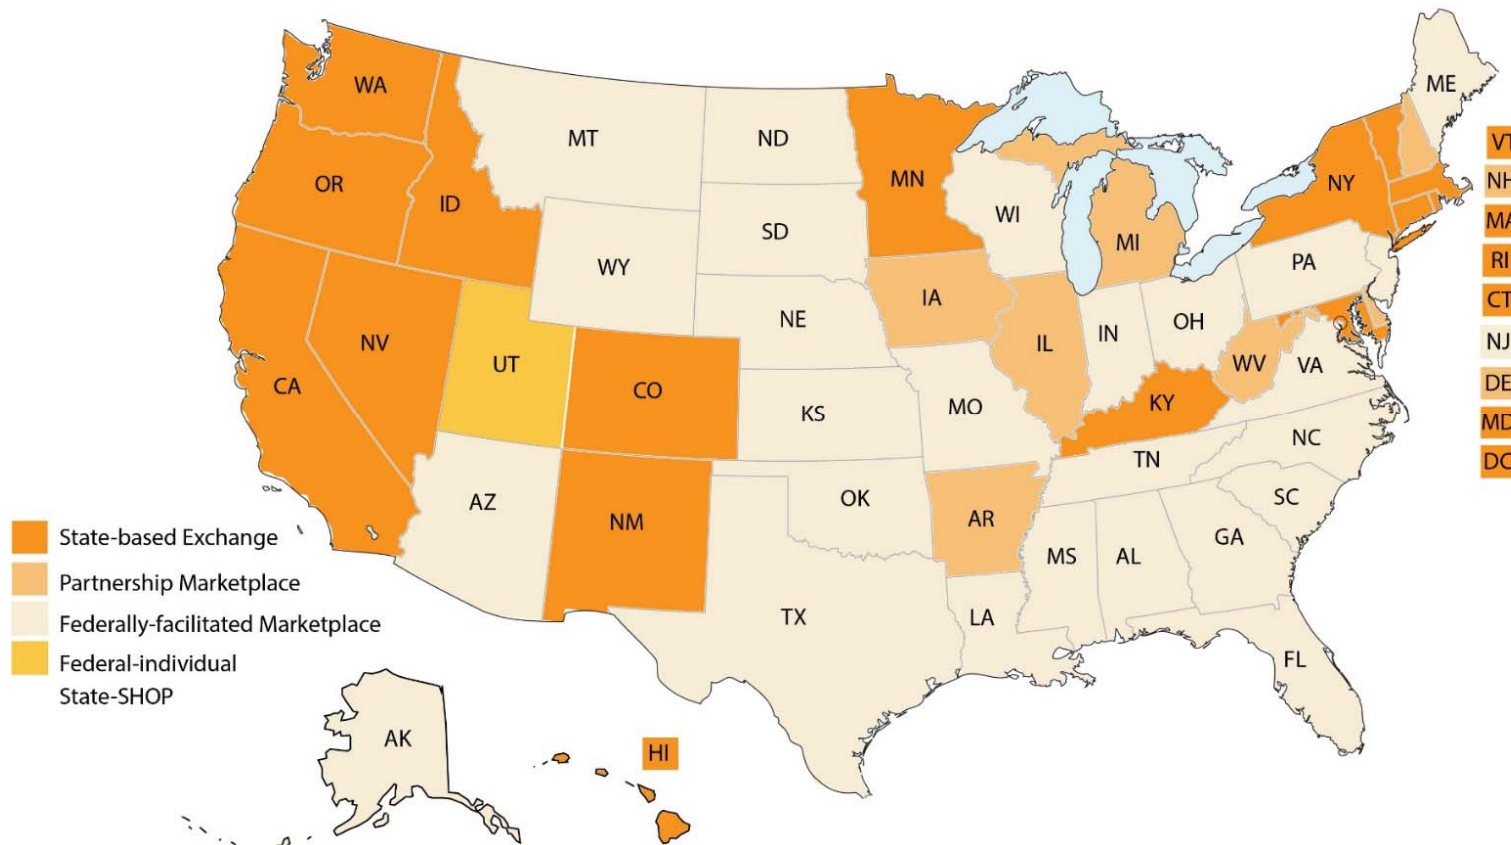 ME
WA
MT
ND
VT
MN
NH
OR
NY
ID
WI
MA
SD
MI
RI
WY
PA
IA
CT
NE
OH
IN
NV
IL
NJ
UT
WV
VA
CA
CO
DE
KY
KS
MO
MD
NC
TN
DC
AZ
OK
SC
NM
AR
GA
MS
AL
State-based Exchange
Partnership Marketplace
Federally-facilitated Marketplace
Federal-individual
State-SHOP
TX
LA
FL
AK
HI